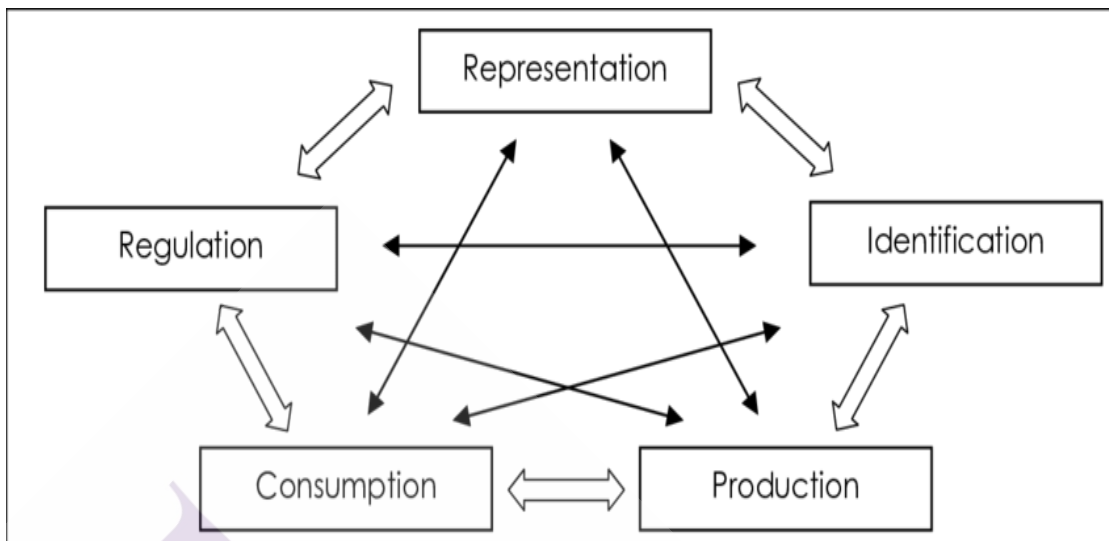 Representation
Regulation
Identification
Consumption
Production